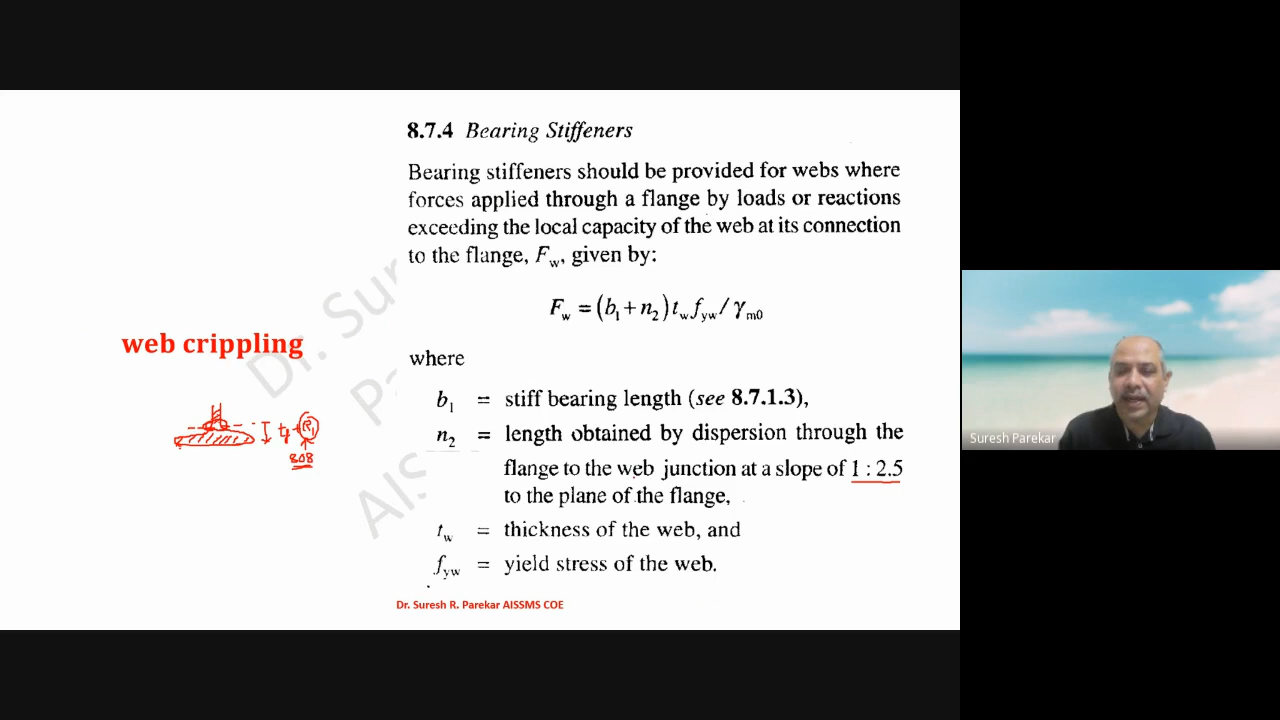 8.7.4 Bearing Stiffeners
Bearing stiffeners should be provided for webs where
forces applied through a flange by loads or reactions
exceeding the local capacity of the web at its connection
to the flange, Fw, given by:
Fw = (b1 + n2) tw fyw / γm0
where
b1 = stiff bearing length (see 8.7.1.3),
n2 = length obtained by dispersion through the
flange to the web junction at a slope of 1 : 2.5
to the plane of the flange,
tw = thickness of the web, and
fyw = yield stress of the web.
web crippling
tf + R1
808
Dr. Suresh R. Parekar AISSMS COE
Dr. Sur
Pa
AIS
Suresh Parekar